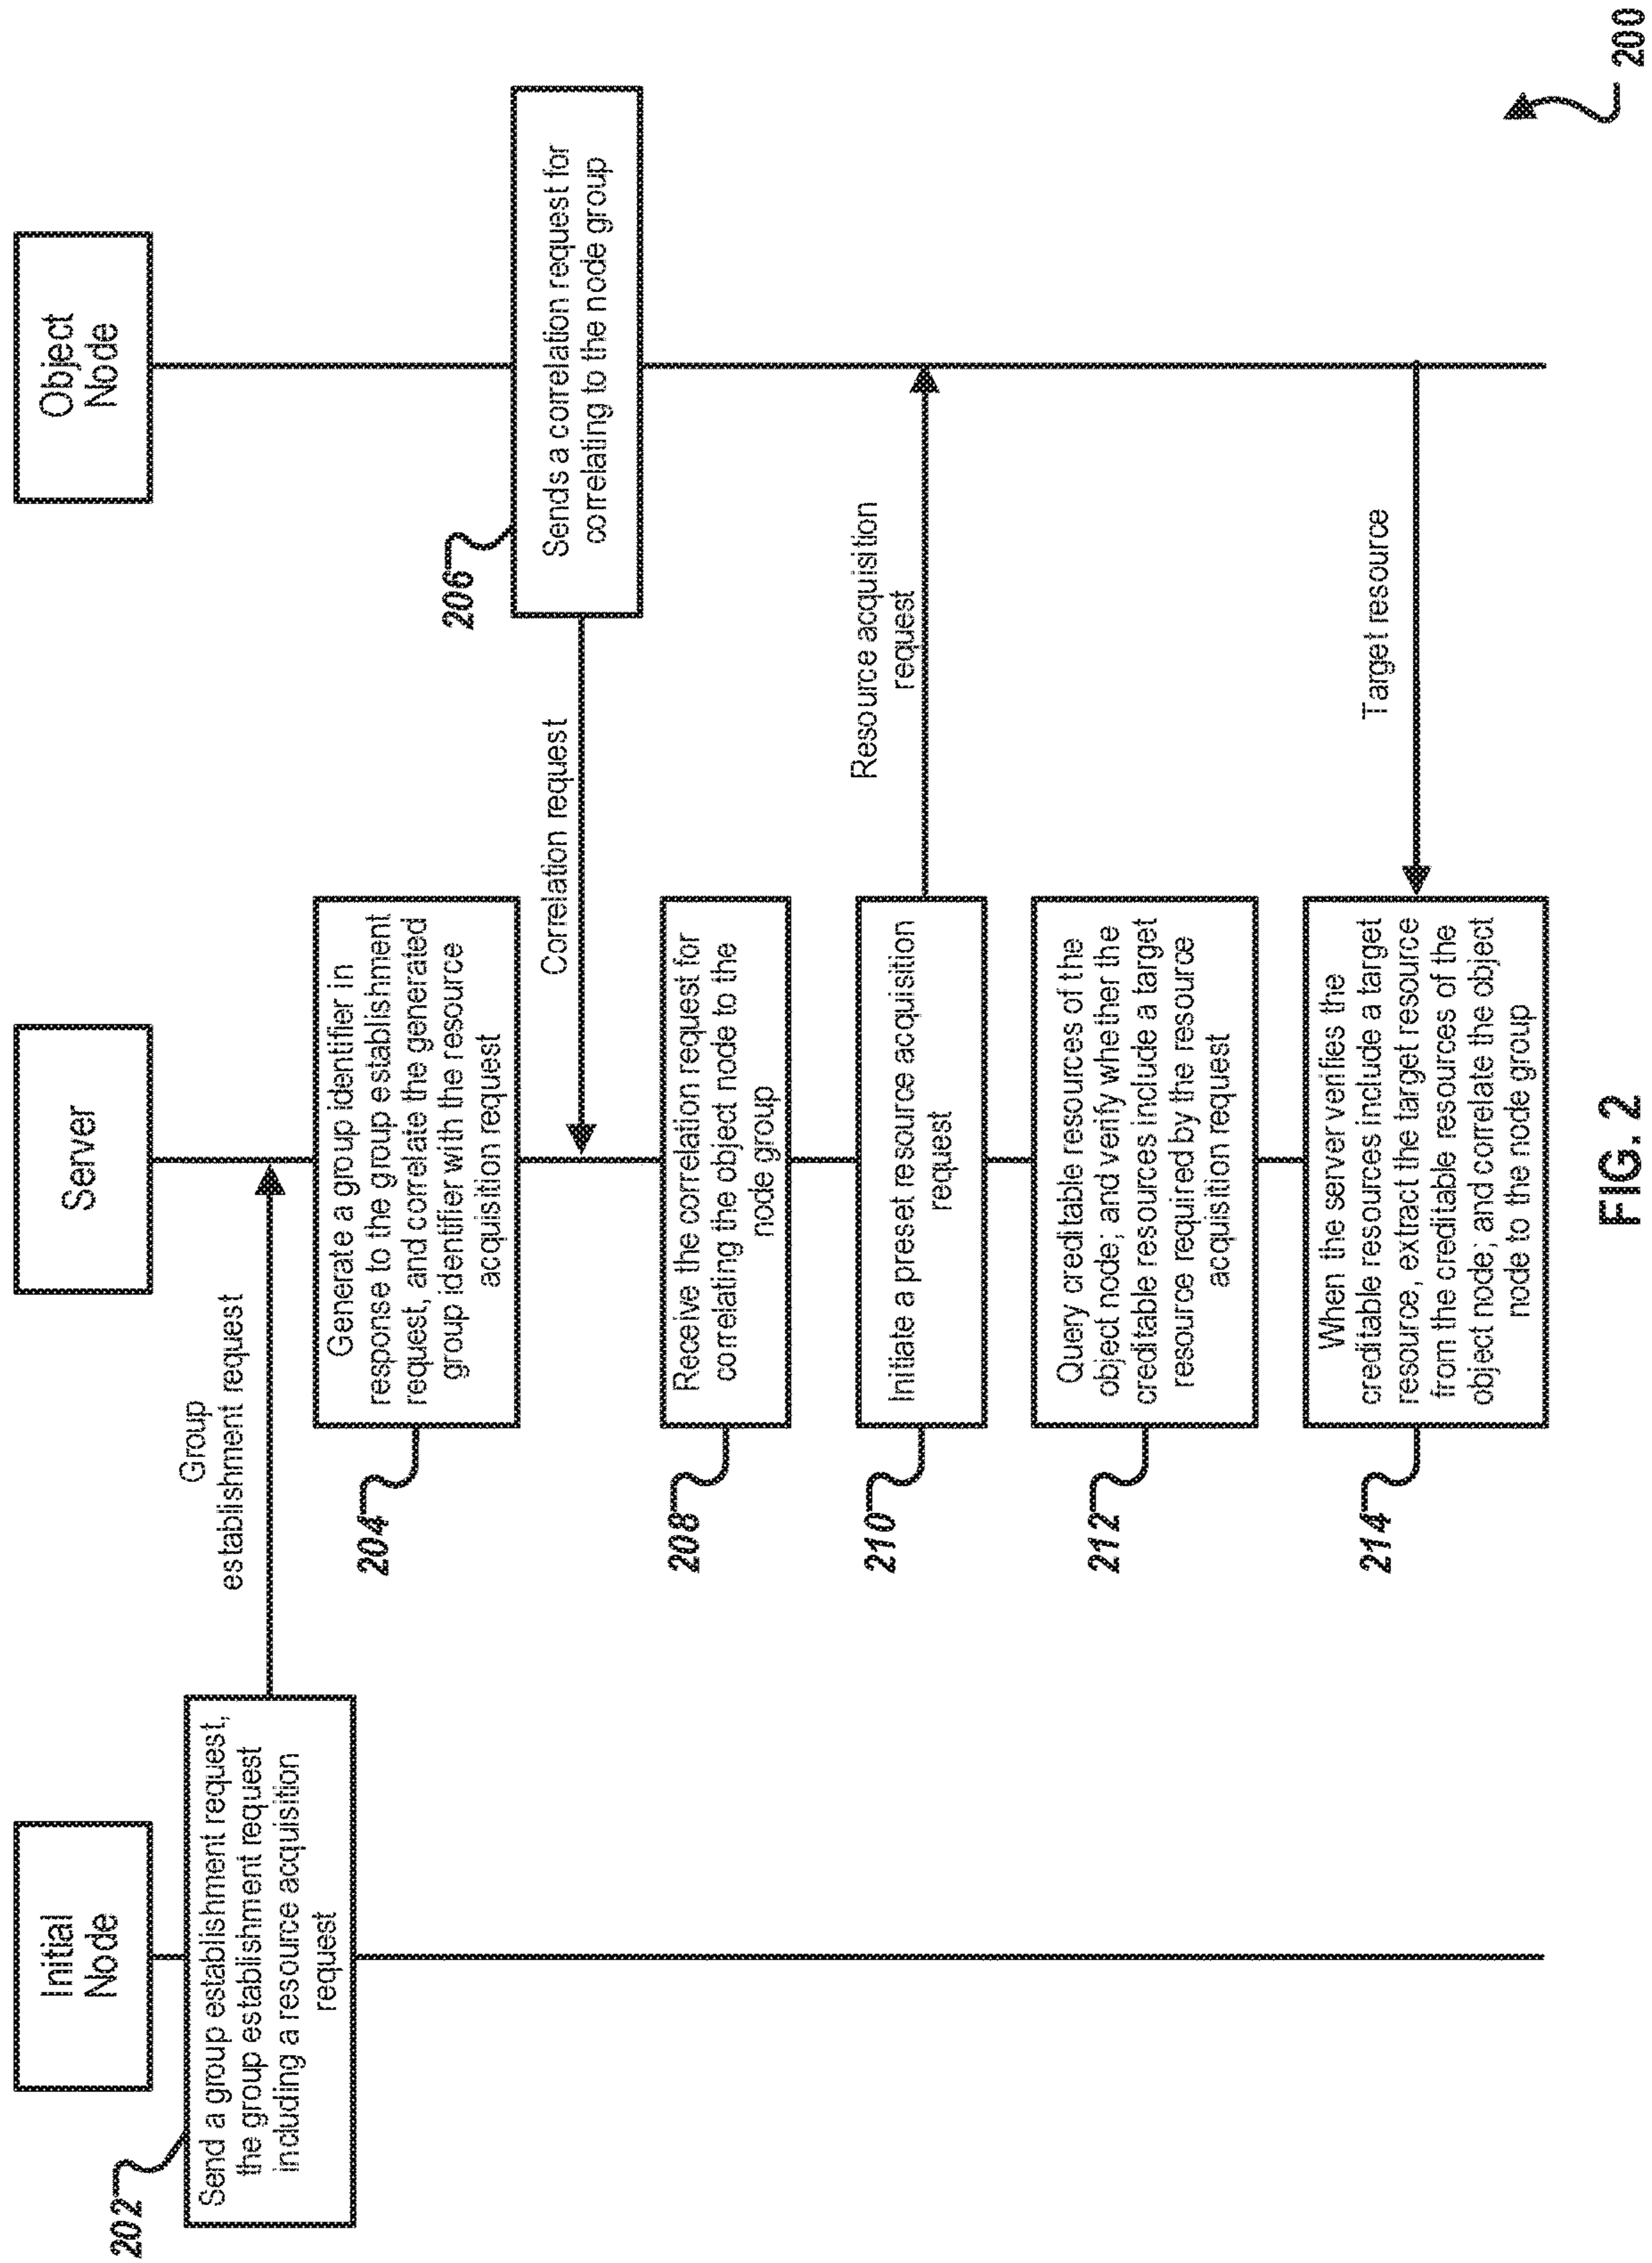 Initial
Node
Server
Object
Node
202
Send a group establishment request,
the group establishment request
including a resource acquisition
request
Group
establishment request
204
Generate a group identifier in
response to the group establishment
request, and correlate the generated
group identifier with the resource
acquisition request
206
Sends a correlation request for
correlating to the node group
Correlation request
208
Receive the correlation request for
correlating the object node to the
node group
210
Initiate a preset resource acquisition
request
Resource acquisition
request
212
Query creditable resources of the
object node; and verify whether the
creditable resources include a target
resource required by the resource
acquisition request
214
When the server verifies the
creditable resources include a target
resource, extract the target resource
from the creditable resources of the
object node; and correlate the object
node to the node group
Target resource
200
FIG. 2